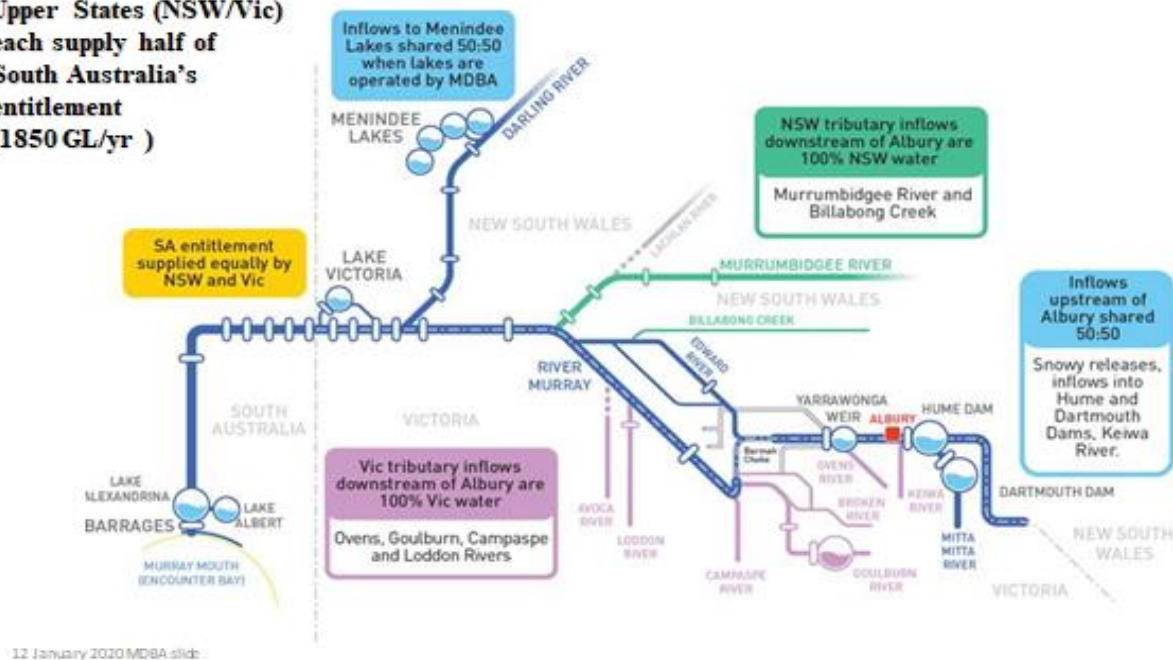 Upper States (NSW/Vic)
each supply half of
South Australia's
entitlement
(1850 GL/yr )
Inflows to Menindee
Lakes shared 50:50
when lakes are
operated by MDBA
MENINDEE
LAKES
DARLING RIVER
NSW tributary inflows
downstream of Albury are
100% NSW water
Murrumbidgee River and
Billabong Creek
NEW SOUTH WALES
LACHLAN RIVER
SA entitlement
supplied equally by
NSW and Vic
LAKE
VICTORIA
MURRUMBIDGEE RIVER
NEW SOUTH WALES
BILLABONG CREEK
Inflows
upstream of
Albury shared
50:50
Snowy releases,
inflows into
Hume and
Dartmouth
Dams, Keiwa
River.
EDWARD
RIVER
RIVER
MURRAY
YARRAWONGA
WEIR
ALBURY
HUME DAM
SOUTH
AUSTRALIA
VICTORIA
Barmah
Choke
Vic tributary inflows
downstream of Albury are
100% Vic water
Ovens, Goulburn, Campaspe
and Loddon Rivers
OVENS
RIVER
KEIWA
RIVER
DARTMOUTH DAM
BROKEN
RIVER
AVOCA
RIVER
LODDON
RIVER
LAKE
ALEXANDRINA
LAKE
ALBERT
BARRAGES
MITTA
MITTA
RIVER
NEW SOUTH
WALES
MURRAY MOUTH
(ENCOUNTER BAY)
CAMPASPE
RIVER
GOULBURN
RIVER
VICTORIA
12 January 2020 MDBA slide